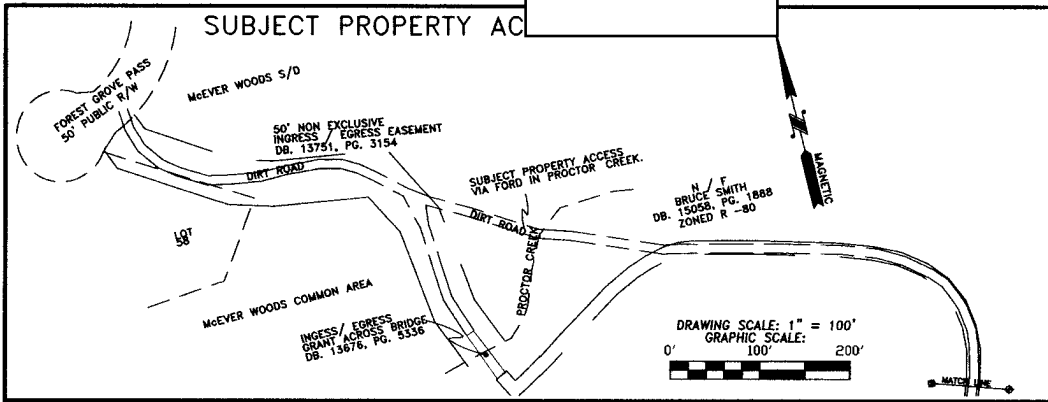 SUBJECT PROPERTY AC
FOREST GROVE PASS
50' PUBLIC R/W
McEVER WOODS S/D
50' NON EXCLUSIVE
INGRESS / EGRESS EASEMENT
DB. 13751, PG. 3154
DIRT ROAD
SUBJECT PROPERTY ACCESS
VIA FORD IN PROCTOR CREEK.
DIRT ROAD
N / F
BRUCE SMITH
DB. 15058, PG. 1888
ZONED R -80
MAGNETIC
LOT
58
PROCTOR CREEK
McEVER WOODS COMMON AREA
INGESS/ EGRESS
GRANT ACROSS BRIDGE
DB. 13676, PG. 5336
DRAWING SCALE: 1" = 100'
GRAPHIC SCALE:
0' 100' 200'
MATCH LINE